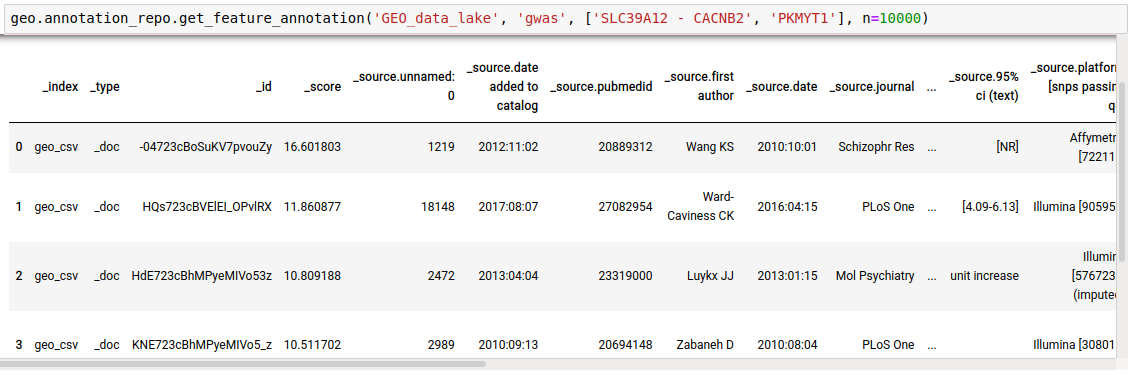 geo.annotation_repo.get_feature_annotation('GEO_data_lake', 'gwas', ['SLC39A12 - CACNB2', 'PKMYT1'], n=10000)
_index _type _id _score _source.unnamed: 0 _source.date added to catalog _source.pubmedid _source.first author _source.date _source.journal ... _source.95% ci (text) _source.platform [snps passing q
0 geo_csv _doc -04723cBoSuKV7pvouZy 16.601803 1219 2012:11:02 20889312 Wang KS 2010:10:01 Schizophr Res ... [NR] Affymetr [72211
1 geo_csv _doc HQs723cBVElEI_OPvlRX 11.860877 18148 2017:08:07 27082954 Ward-Caviness CK 2016:04:15 PLoS One ... [4.09-6.13] Illumina [90595
2 geo_csv _doc HdE723cBhMPyeMIVo53z 10.809188 2472 2013:04:04 23319000 Luykx JJ 2013:01:15 Mol Psychiatry ... unit increase Illumin [576723 (impute
3 geo_csv _doc KNE723cBhMPyeMIVo5_z 10.511702 2989 2010:09:13 20694148 Zabaneh D 2010:08:04 PLoS One ... Illumina [30801